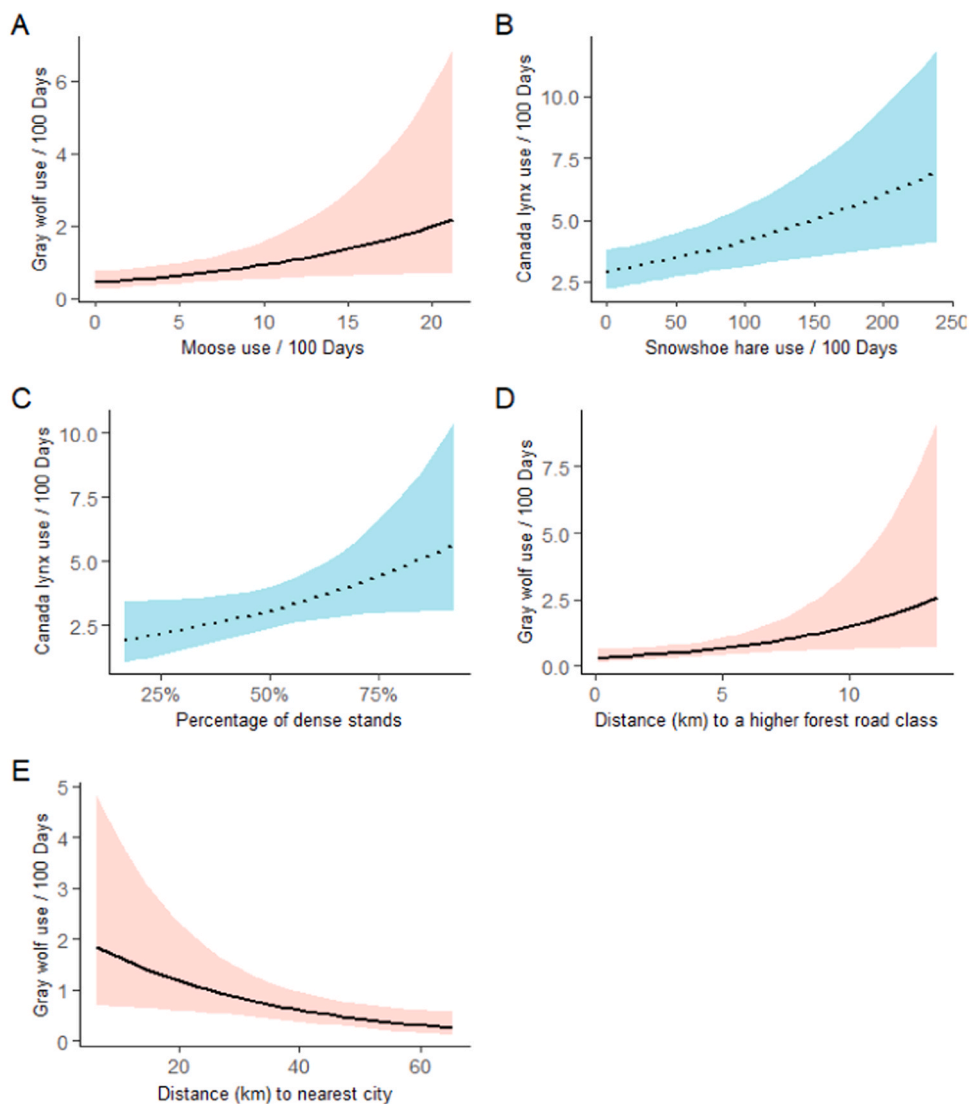 A
Gray wolf use / 100 Days
6
4
2
0
0 5 10 15 20
Moose use / 100 Days
B
Canada lynx use / 100 Days
10.0
7.5
5.0
2.5
0 50 100 150 200 250
Snowshoe hare use / 100 Days
C
Canada lynx use / 100 Days
10.0
7.5
5.0
2.5
25% 50% 75%
Percentage of dense stands
D
Gray wolf use / 100 Days
7.5
5.0
2.5
0.0
0 5 10
Distance (km) to a higher forest road class
E
Gray wolf use / 100 Days
5
4
3
2
1
0
20 40 60
Distance (km) to nearest city